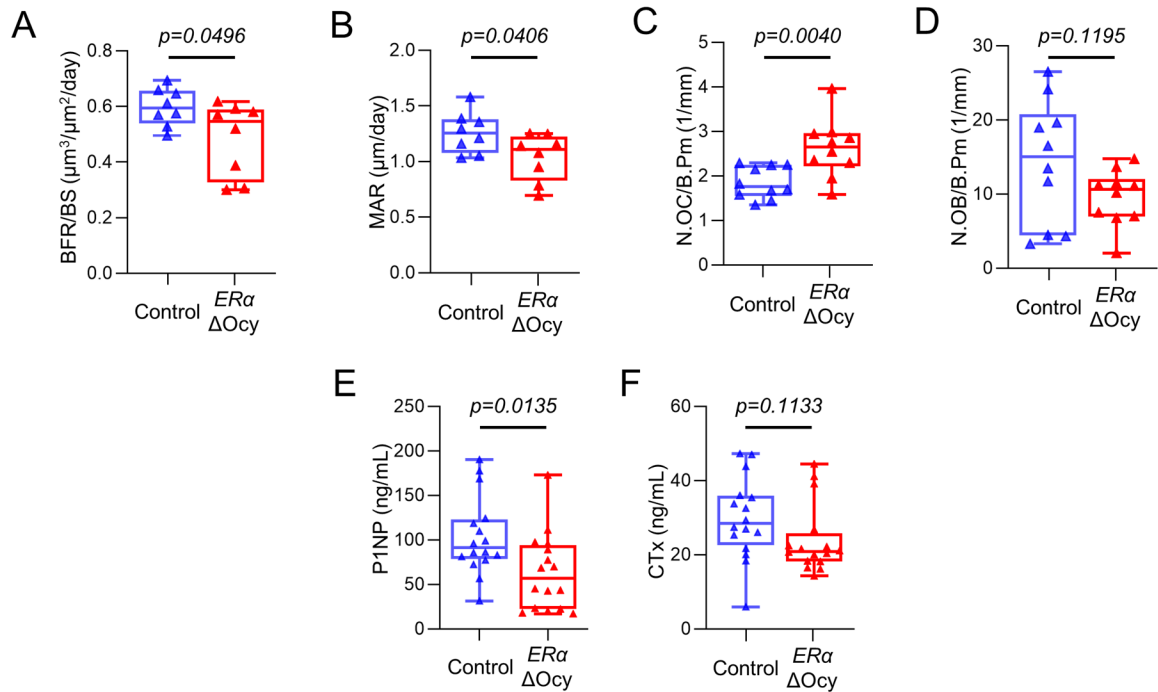 A
p=0.0496
BFR/BS (µm³/µm²/day)
0.8
0.6
0.4
0.2
0.0
Control
ERα
ΔOcy
B
p=0.0406
MAR (µm/day)
2.0
1.5
1.0
0.5
0.0
Control
ERα
ΔOcy
C
p=0.0040
N.OC/B.Pm (1/mm)
5
4
3
2
1
0
Control
ERα
ΔOcy
D
p=0.1195
N.OB/B.Pm (1/mm)
30
20
10
0
Control
ERα
ΔOcy
E
p=0.0135
P1NP (ng/mL)
250
200
150
100
50
0
Control
ERα
ΔOcy
F
p=0.1133
CTx (ng/mL)
60
40
20
0
Control
ERα
ΔOcy